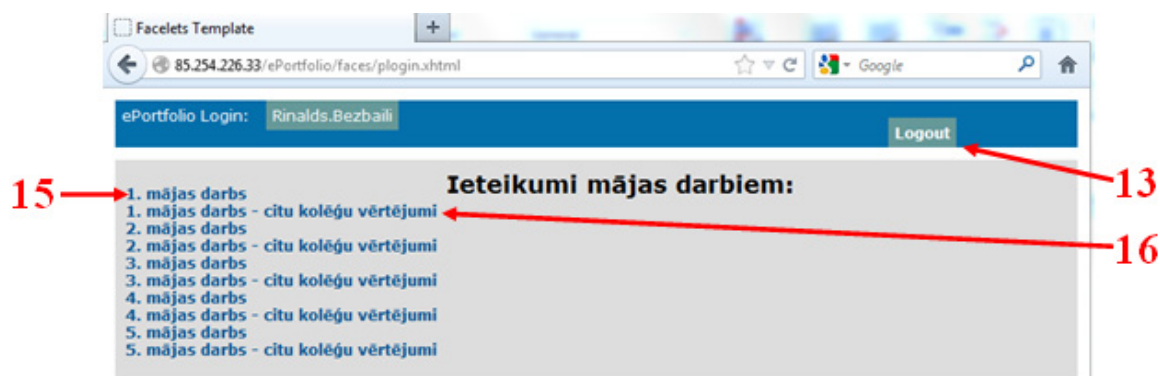 Facelets Template
+
85.254.226.33/ePortfolio/faces/plogin.xhtml
Google
ePortfolio Login: Rinalds.Bezbaili
Logout
13
Ieteikumi mājas darbiem:
15
1. mājas darbs
1. mājas darbs - citu kolēģu vērtējumi
16
2. mājas darbs
2. mājas darbs - citu kolēģu vērtējumi
3. mājas darbs
3. mājas darbs - citu kolēģu vērtējumi
4. mājas darbs
4. mājas darbs - citu kolēģu vērtējumi
5. mājas darbs
5. mājas darbs - citu kolēģu vērtējumi